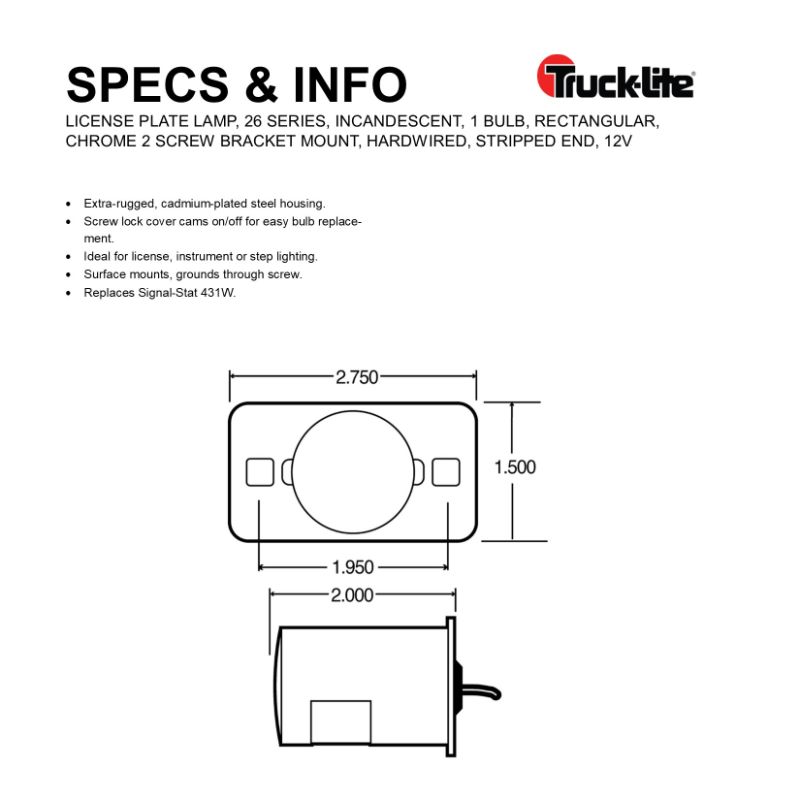 SPECS & INFO
Truck-Lite®
LICENSE PLATE LAMP, 26 SERIES, INCANDESCENT, 1 BULB, RECTANGULAR,
CHROME 2 SCREW BRACKET MOUNT, HARDWIRED, STRIPPED END, 12V
• Extra-rugged, cadmium-plated steel housing.
• Screw lock cover cams on/off for easy bulb replace-
ment.
• Ideal for license, instrument or step lighting.
• Surface mounts, grounds through screw.
• Replaces Signal-Stat 431W.
2.750
1.500
1.950
2.000